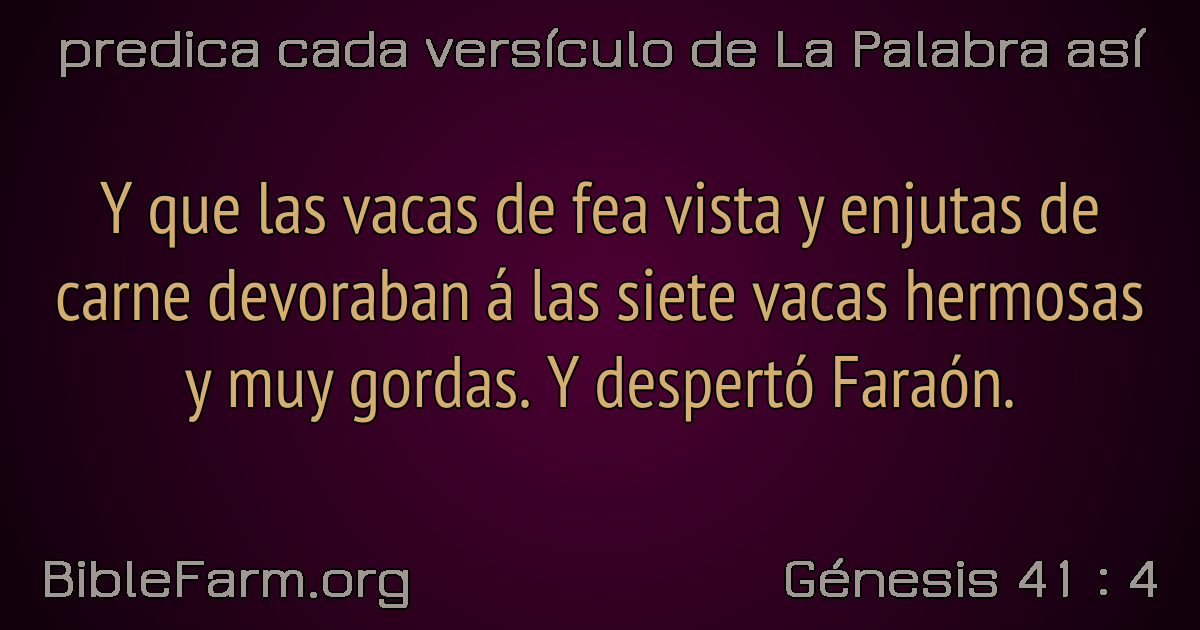 predica cada versículo de La Palabra así
Y que las vacas de fea vista y enjutas de
carne devoraban á las siete vacas hermosas
y muy gordas. Y despertó Faraón.
BibleFarm.org
Génesis 41 : 4